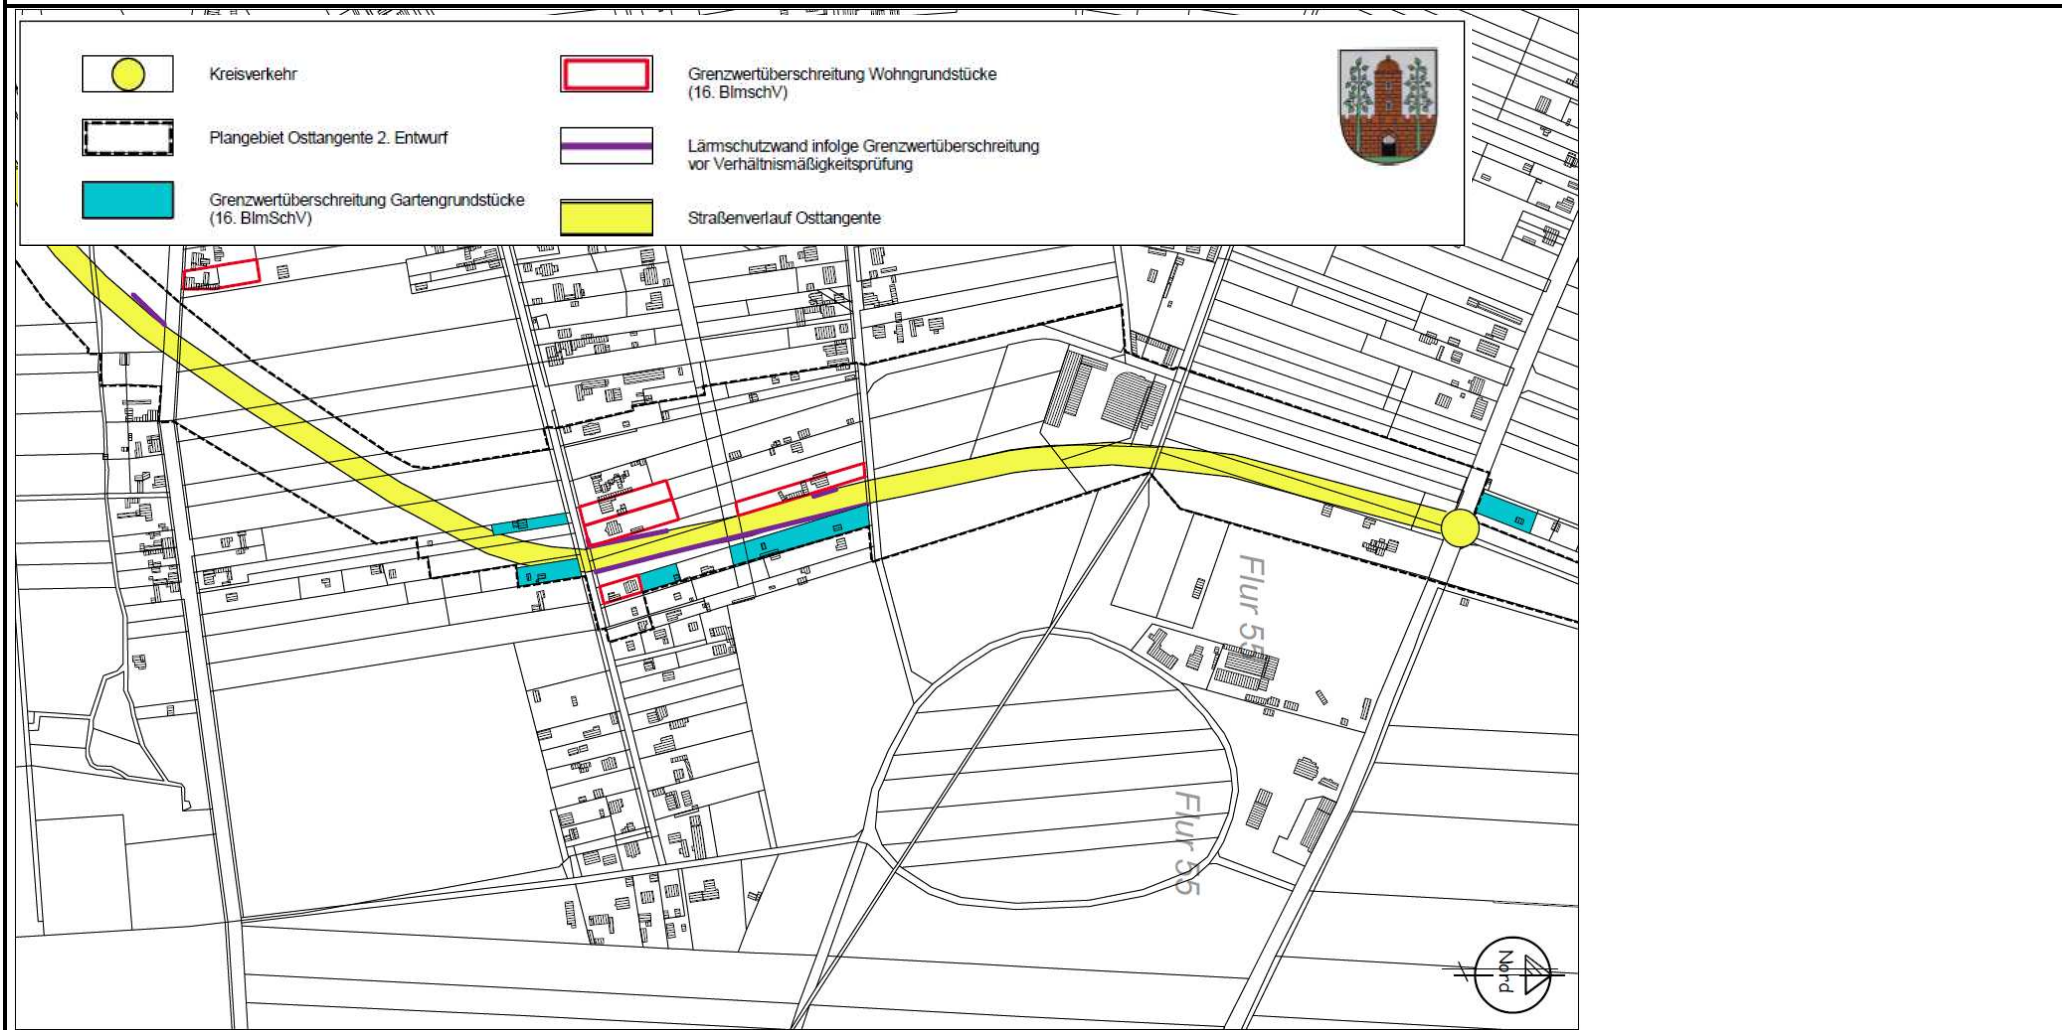 Kreisverkehr
Plangebiet Osttangente 2. Entwurf
Grenzwertüberschreitung Gartengrundstücke
(16. BImSchV)
Grenzwertüberschreitung Wohngrundstücke
(16. BImschV)
Lärmschutzwand infolge Grenzwertüberschreitung
vor Verhältnismäßigkeitsprüfung
Straßenverlauf Osttangente
Flur 55
Flur 55
Nord